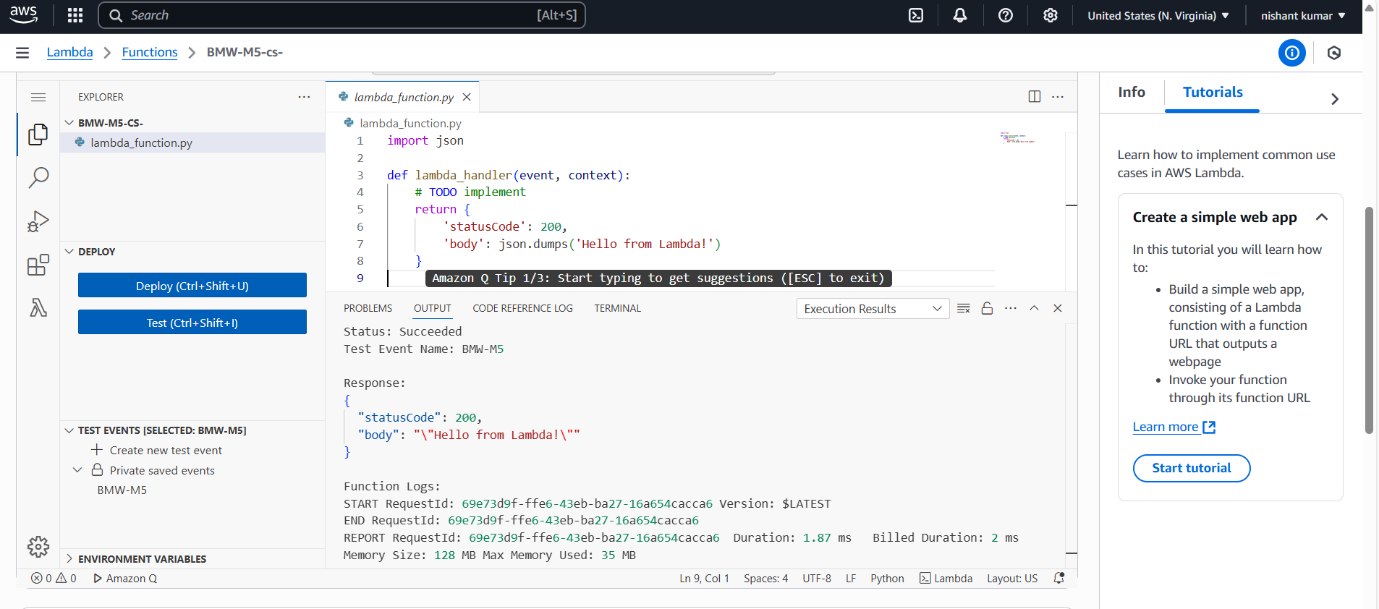 aws
Search [Alt+S]
United States (N. Virginia) ▼
nishant kumar ▼
Lambda > Functions > BMW-M5-cs-
EXPLORER
BMW-M5-CS-
lambda_function.py
DEPLOY
Deploy (Ctrl+Shift+U)
Test (Ctrl+Shift+I)
TEST EVENTS [SELECTED: BMW-M5]
Create new test event
Private saved events
BMW-M5
ENVIRONMENT VARIABLES
lambda_function.py
lambda_function.py
1 import json
2
3 def lambda_handler(event, context):
4     # TODO implement
5     return {
6         'statusCode': 200,
7         'body': json.dumps('Hello from Lambda!')
8     }
9 Amazon Q Tip 1/3: Start typing to get suggestions ([ESC] to exit)
PROBLEMS OUTPUT CODE REFERENCE LOG TERMINAL
Execution Results
Status: Succeeded
Test Event Name: BMW-M5
Response:
{
  "statusCode": 200,
  "body": "\"Hello from Lambda!\""
}
Function Logs:
START RequestId: 69e73d9f-ffe6-43eb-ba27-16a654cacca6 Version: $LATEST
END RequestId: 69e73d9f-ffe6-43eb-ba27-16a654cacca6
REPORT RequestId: 69e73d9f-ffe6-43eb-ba27-16a654cacca6 Duration: 1.87 ms Billed Duration: 2 ms
Memory Size: 128 MB Max Memory Used: 35 MB
0 0 Amazon Q
Ln 9, Col 1 Spaces: 4 UTF-8 LF Python Lambda Layout: US
Info Tutorials
Learn how to implement common use
cases in AWS Lambda.
Create a simple web app
In this tutorial you will learn how
to:
• Build a simple web app,
consisting of a Lambda
function with a function
URL that outputs a
webpage
• Invoke your function
through its function URL
Learn more
Start tutorial